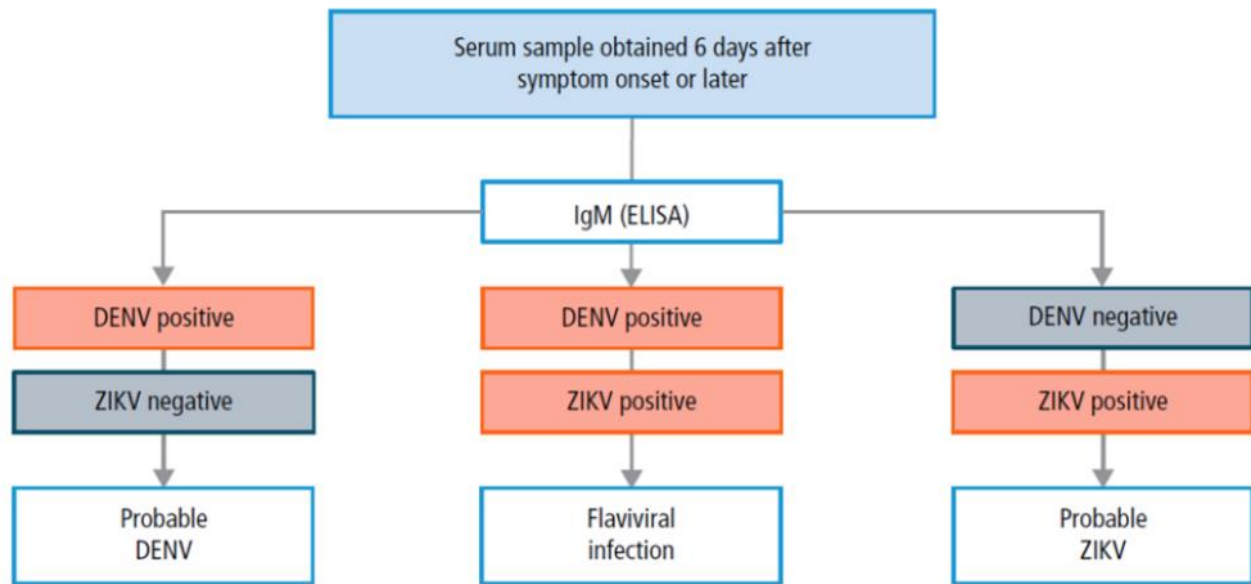 Serum sample obtained 6 days after
symptom onset or later
IgM (ELISA)
DENV positive
ZIKV negative
Probable
DENV
DENV positive
ZIKV positive
Flaviviral
infection
DENV negative
ZIKV positive
Probable
ZIKV